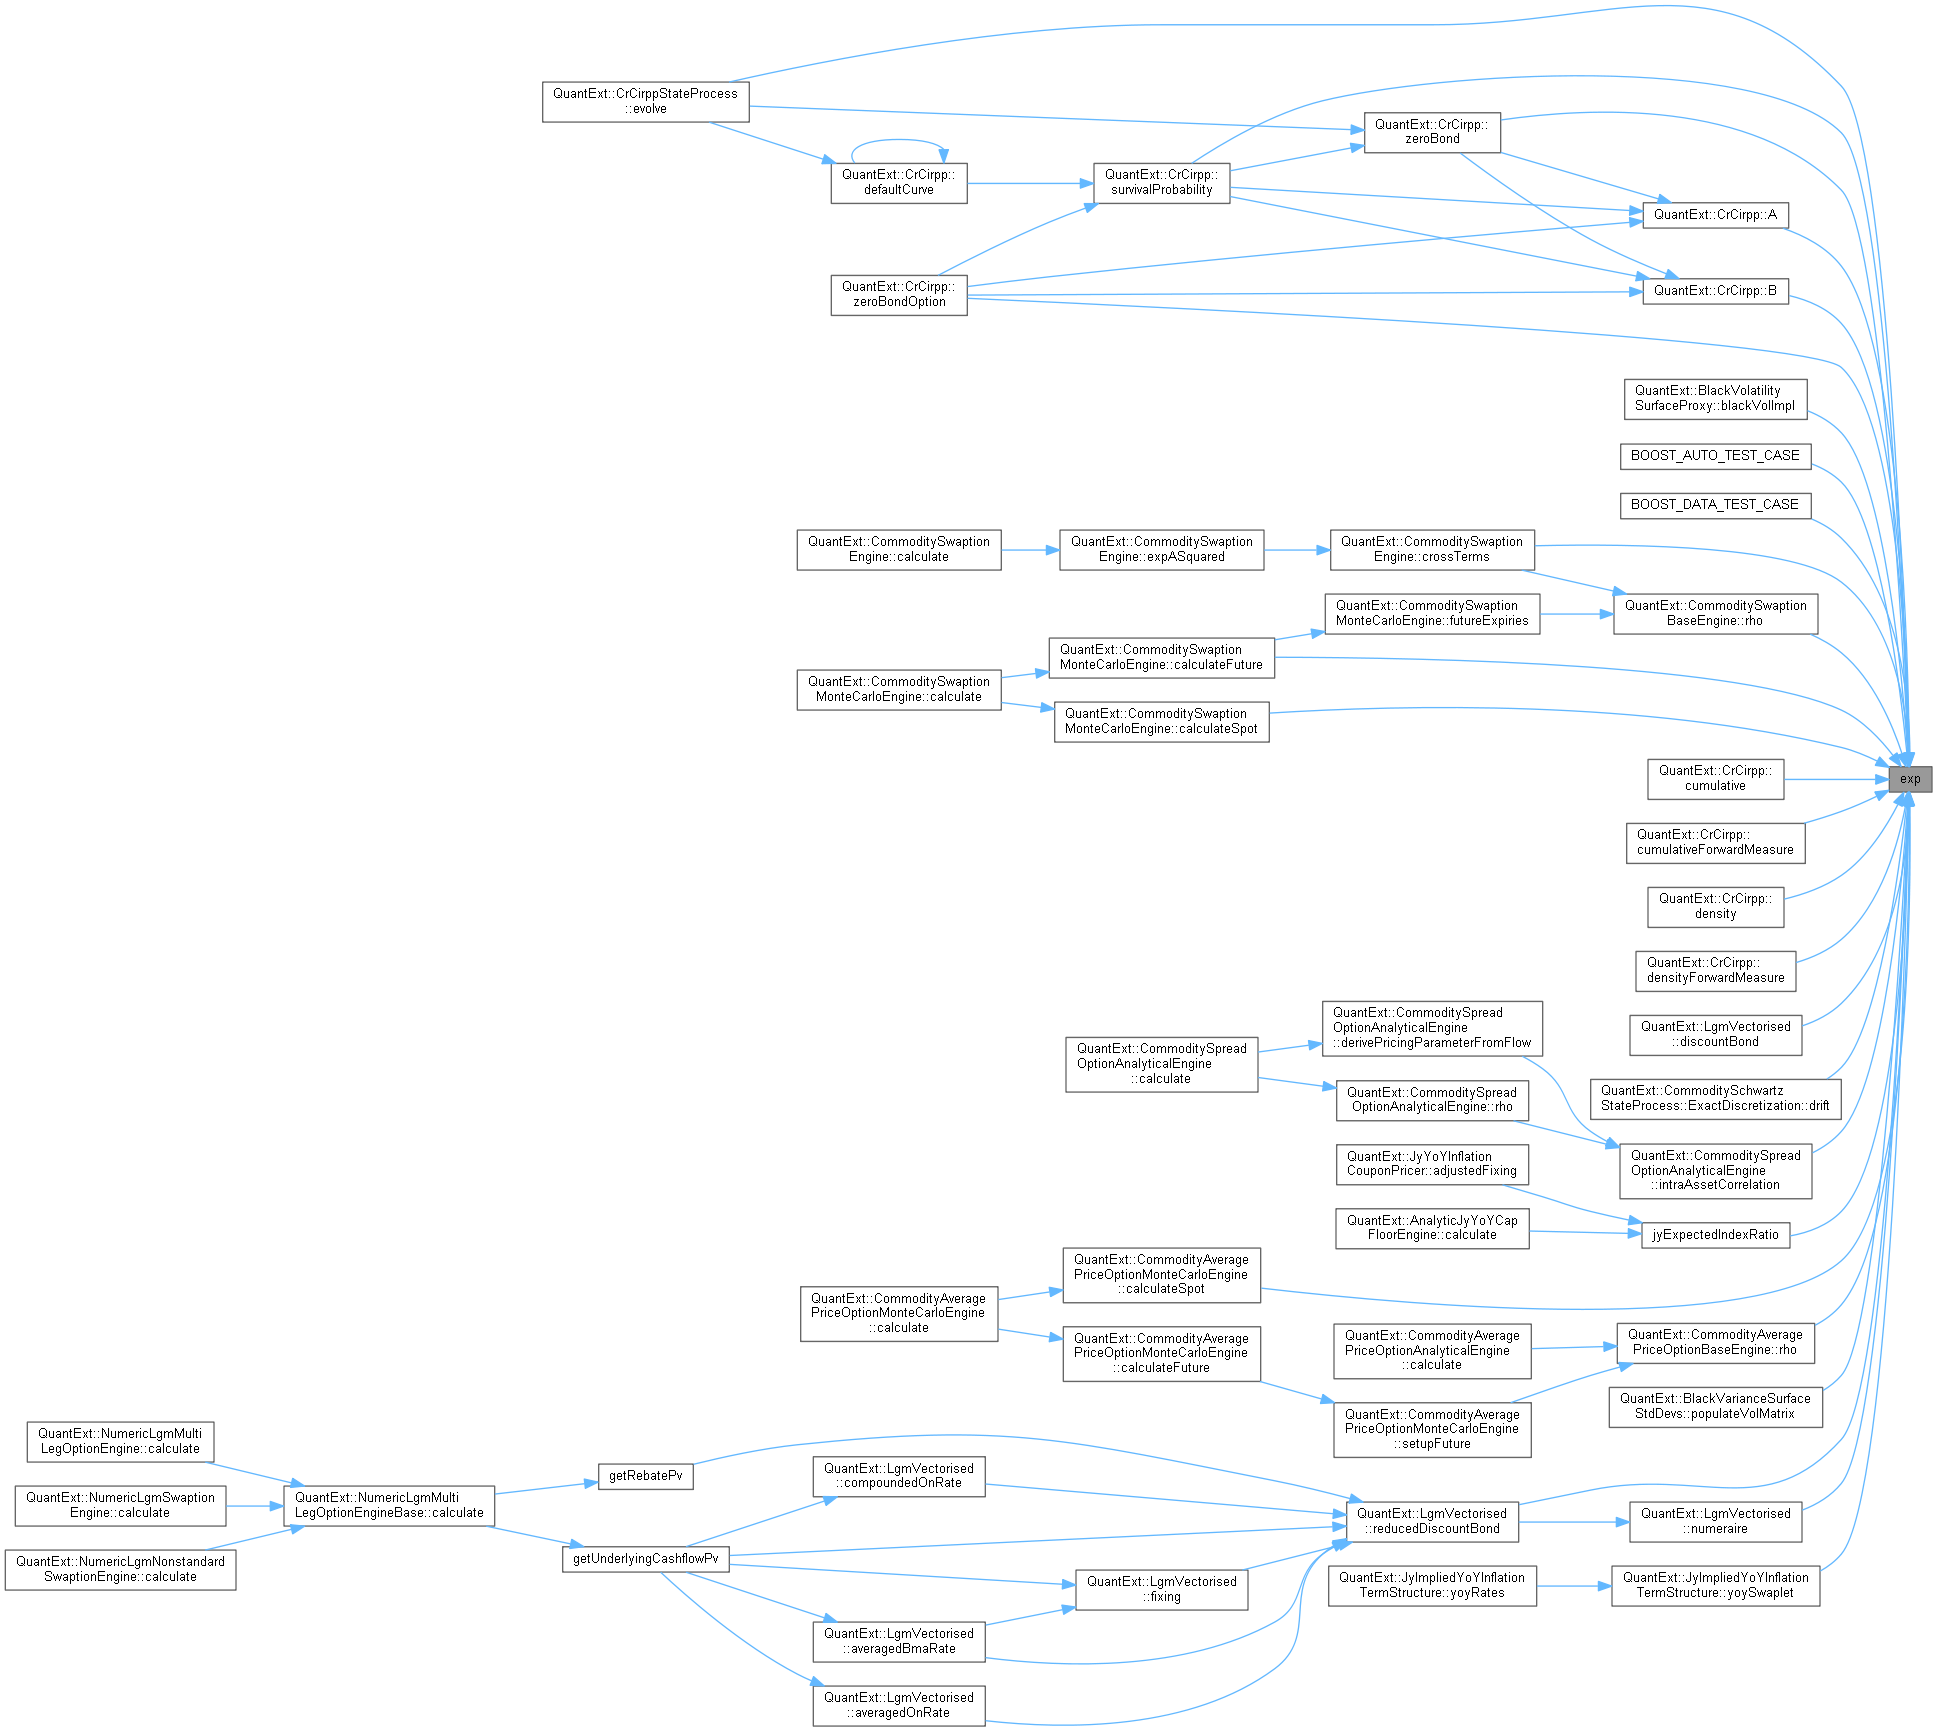 QuantExt::CrCirppStateProcess
::evolve
QuantExt::CrCirpp::
zeroBond
QuantExt::CrCirpp::
defaultCurve
QuantExt::CrCirpp::
survivalProbability
QuantExt::CrCirpp::A
QuantExt::CrCirpp::
zeroBondOption
QuantExt::CrCirpp::B
QuantExt::BlackVolatility
SurfaceProxy::blackVolImpl
BOOST_AUTO_TEST_CASE
BOOST_DATA_TEST_CASE
QuantExt::CommoditySwaption
Engine::calculate
QuantExt::CommoditySwaption
Engine::expASquared
QuantExt::CommoditySwaption
Engine::crossTerms
QuantExt::CommoditySwaption
MonteCarloEngine::futureExpiries
QuantExt::CommoditySwaption
BaseEngine::rho
QuantExt::CommoditySwaption
MonteCarloEngine::calculateFuture
QuantExt::CommoditySwaption
MonteCarloEngine::calculate
QuantExt::CommoditySwaption
MonteCarloEngine::calculateSpot
QuantExt::CrCirpp::
cumulative
exp
QuantExt::CrCirpp::
cumulativeForwardMeasure
QuantExt::CrCirpp::
density
QuantExt::CrCirpp::
densityForwardMeasure
QuantExt::LgmVectorised
::discountBond
QuantExt::CommoditySpread
OptionAnalyticalEngine
::derivePricingParameterFromFlow
QuantExt::CommoditySpread
OptionAnalyticalEngine
::calculate
QuantExt::CommoditySpread
OptionAnalyticalEngine::rho
QuantExt::CommoditySchwartz
StateProcess::ExactDiscretization::drift
QuantExt::JyYoYInflation
CouponPricer::adjustedFixing
QuantExt::CommoditySpread
OptionAnalyticalEngine
::intraAssetCorrelation
QuantExt::AnalyticJyYoYCap
FloorEngine::calculate
jyExpectedIndexRatio
QuantExt::CommodityAverage
PriceOptionMonteCarloEngine
::calculateSpot
QuantExt::CommodityAverage
PriceOptionMonteCarloEngine
::calculate
QuantExt::CommodityAverage
PriceOptionMonteCarloEngine
::calculateFuture
QuantExt::CommodityAverage
PriceOptionAnalyticalEngine
::calculate
QuantExt::CommodityAverage
PriceOptionBaseEngine::rho
QuantExt::BlackVarianceSurface
StdDevs::populateVolMatrix
QuantExt::CommodityAverage
PriceOptionMonteCarloEngine
::setupFuture
QuantExt::NumericLgmMulti
LegOptionEngine::calculate
getRebatePv
QuantExt::LgmVectorised
::compoundedOnRate
QuantExt::NumericLgmSwaption
Engine::calculate
QuantExt::NumericLgmMulti
LegOptionEngineBase::calculate
QuantExt::LgmVectorised
::reducedDiscountBond
QuantExt::LgmVectorised
::numeraire
QuantExt::NumericLgmNonstandard
SwaptionEngine::calculate
getUnderlyingCashflowPv
QuantExt::LgmVectorised
::fixing
QuantExt::JyImpliedYoYInflation
TermStructure::yoyRates
QuantExt::JyImpliedYoYInflation
TermStructure::yoySwaplet
QuantExt::LgmVectorised
::averagedBmaRate
QuantExt::LgmVectorised
::averagedOnRate